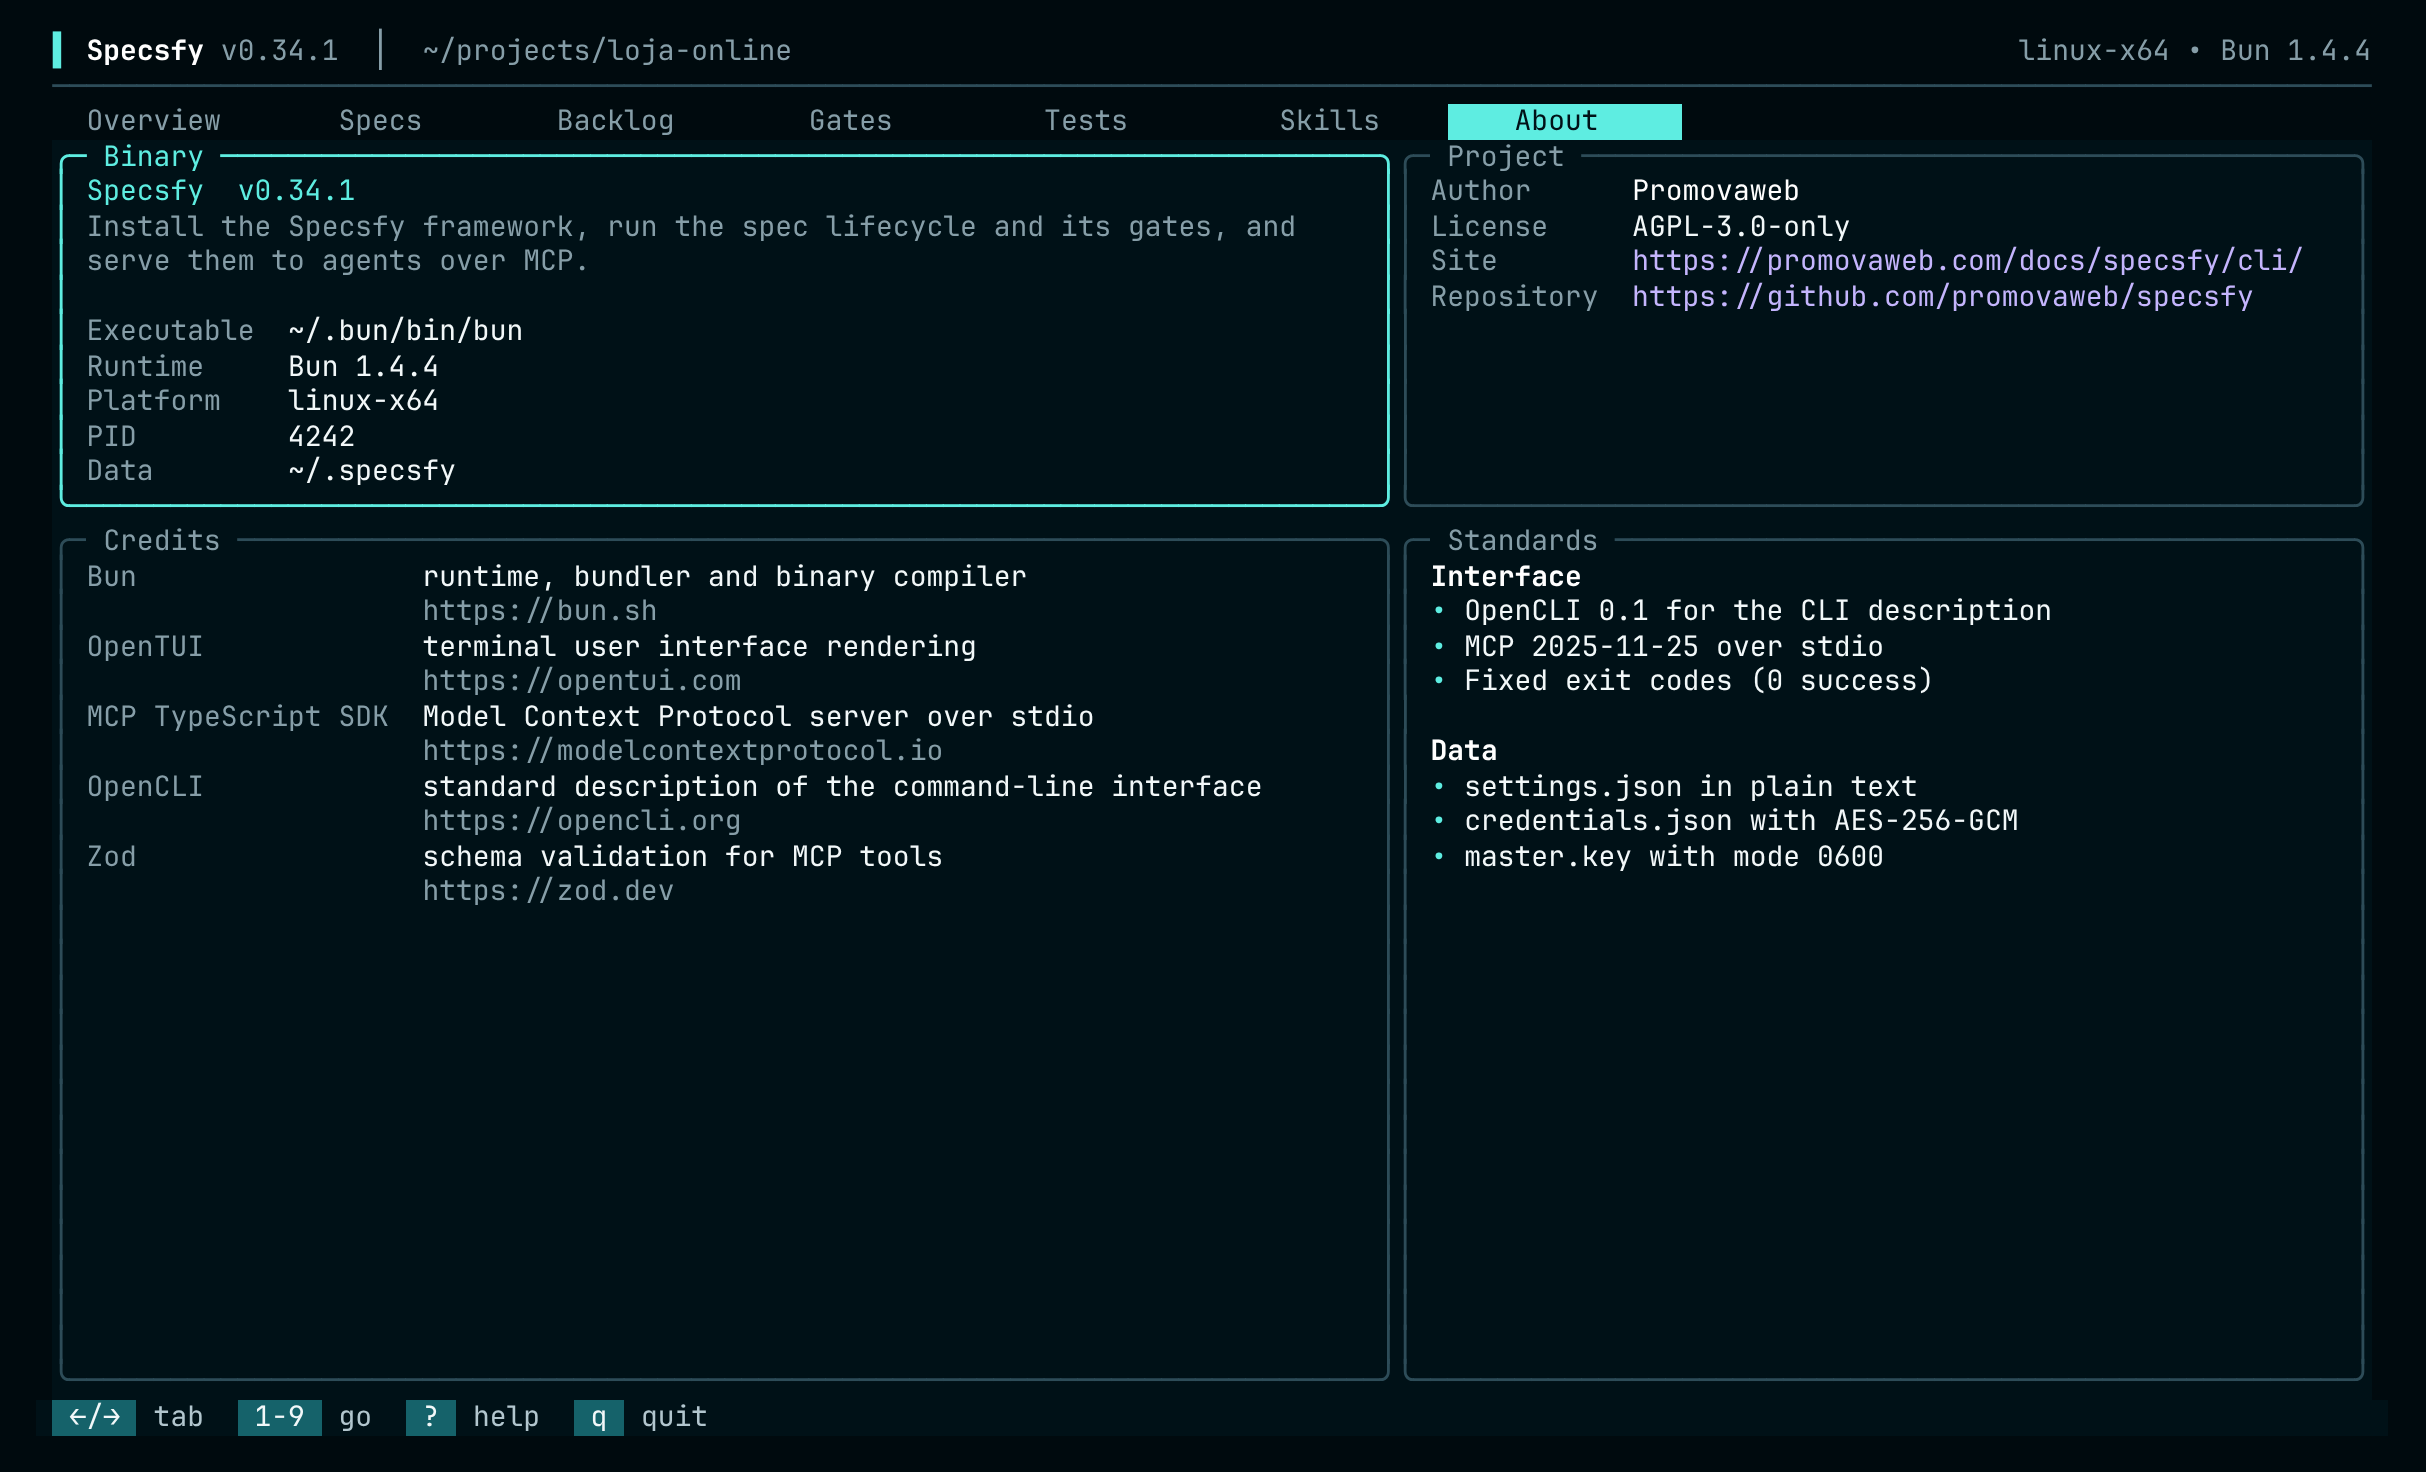 Specsfy v0.34.1 │ ~/projects/loja-online linux-x64 • Bun 1.4.4
Overview Specs Backlog Gates Tests Skills About
Binary
Specsfy v0.34.1
Install the Specsfy framework, run the spec lifecycle and its gates, and
serve them to agents over MCP.
Executable ~/.bun/bin/bun
Runtime Bun 1.4.4
Platform linux-x64
PID 4242
Data ~/.specsfy
Project
Author Promovaweb
License AGPL-3.0-only
Site https://promovaweb.com/docs/specsfy/cli/
Repository https://github.com/promovaweb/specsfy
Credits
Bun runtime, bundler and binary compiler
https://bun.sh
OpenTUI terminal user interface rendering
https://opentui.com
MCP TypeScript SDK Model Context Protocol server over stdio
https://modelcontextprotocol.io
OpenCLI standard description of the command-line interface
https://opencli.org
Zod schema validation for MCP tools
https://zod.dev
Standards
Interface
• OpenCLI 0.1 for the CLI description
• MCP 2025-11-25 over stdio
• Fixed exit codes (0 success)
Data
• settings.json in plain text
• credentials.json with AES-256-GCM
• master.key with mode 0600
←/→ tab 1-9 go ? help q quit